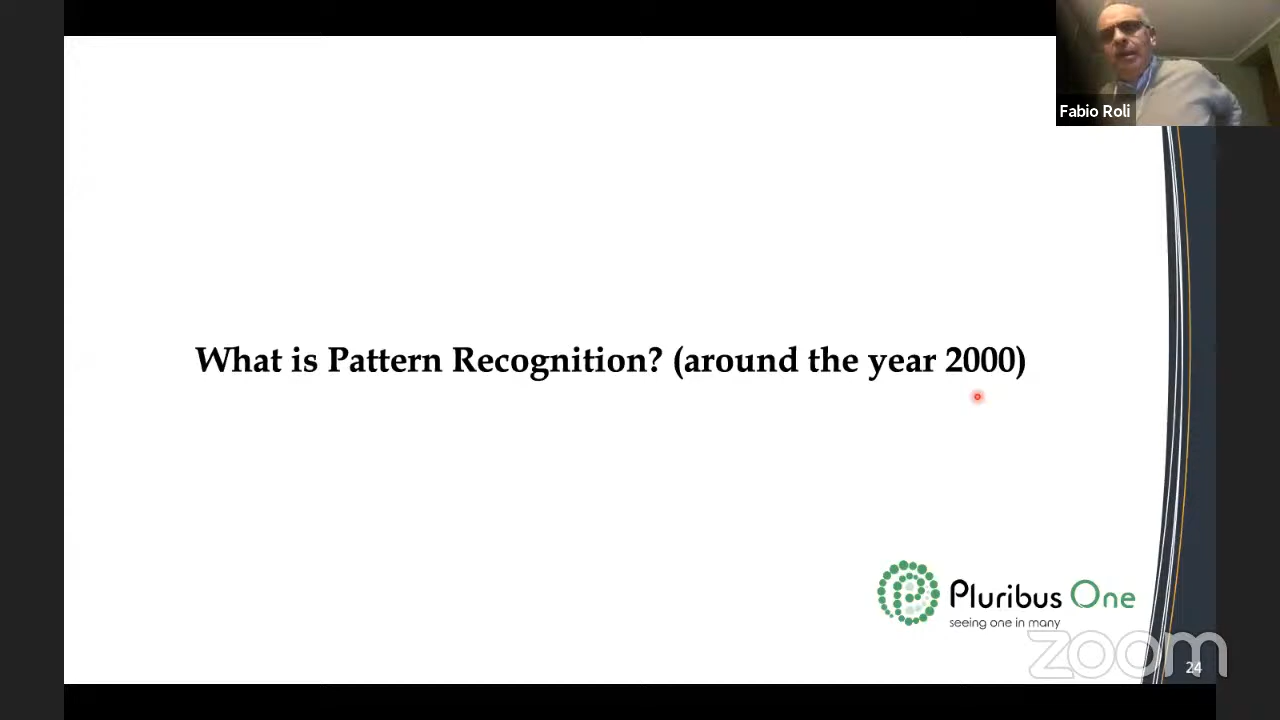 Fabio Roli
What is Pattern Recognition? (around the year 2000)
Pluribus One
seeing one in many
zoom
24